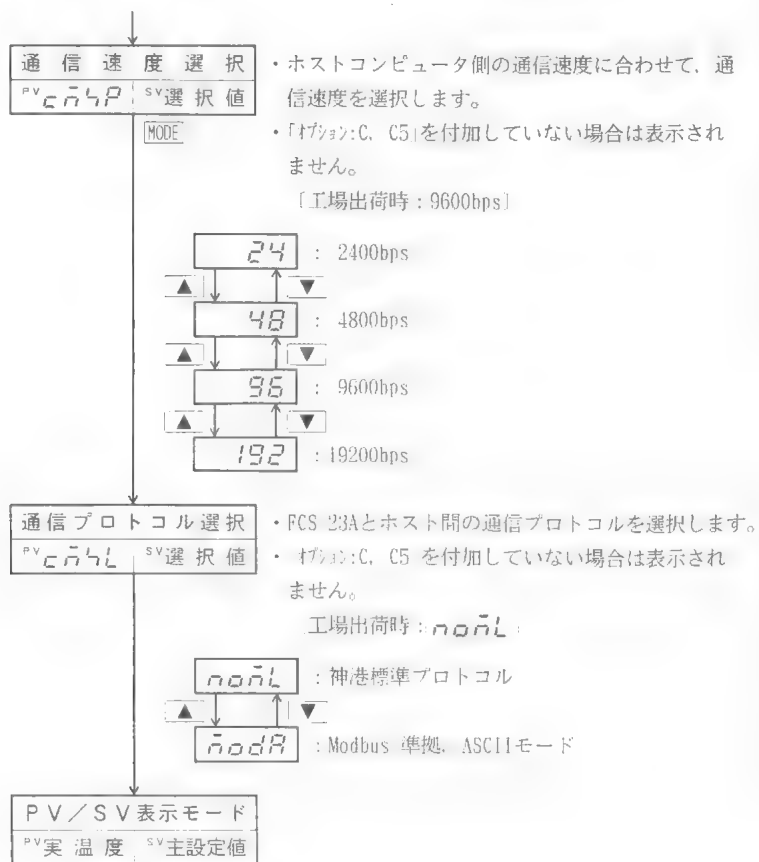 通信速度選択
・ホストコンピュータ側の通信速度に合わせて, 通
PV cñ4P SV選択値
信速度を選択します。
MODE
・「オプション:C, C5」を付加していない場合は表示され
ません。
〔工場出荷時:9600bps〕
24 : 2400bps
▲ ▼
48 : 4800bps
▲ ▼
96 : 9600bps
▲ ▼
192 : 19200bps
通信プロトコル選択
・FCS-23Aとホスト間の通信プロトコルを選択します。
PV cñ4L SV選択値
・オプション:C, C5 を付加していない場合は表示され
ません。
工場出荷時:noñL
noñL : 神港標準プロトコル
▲ ▼
ñodA : Modbus 準拠, ASCIIモード
PV/SV表示モード
PV実温度 SV主設定値